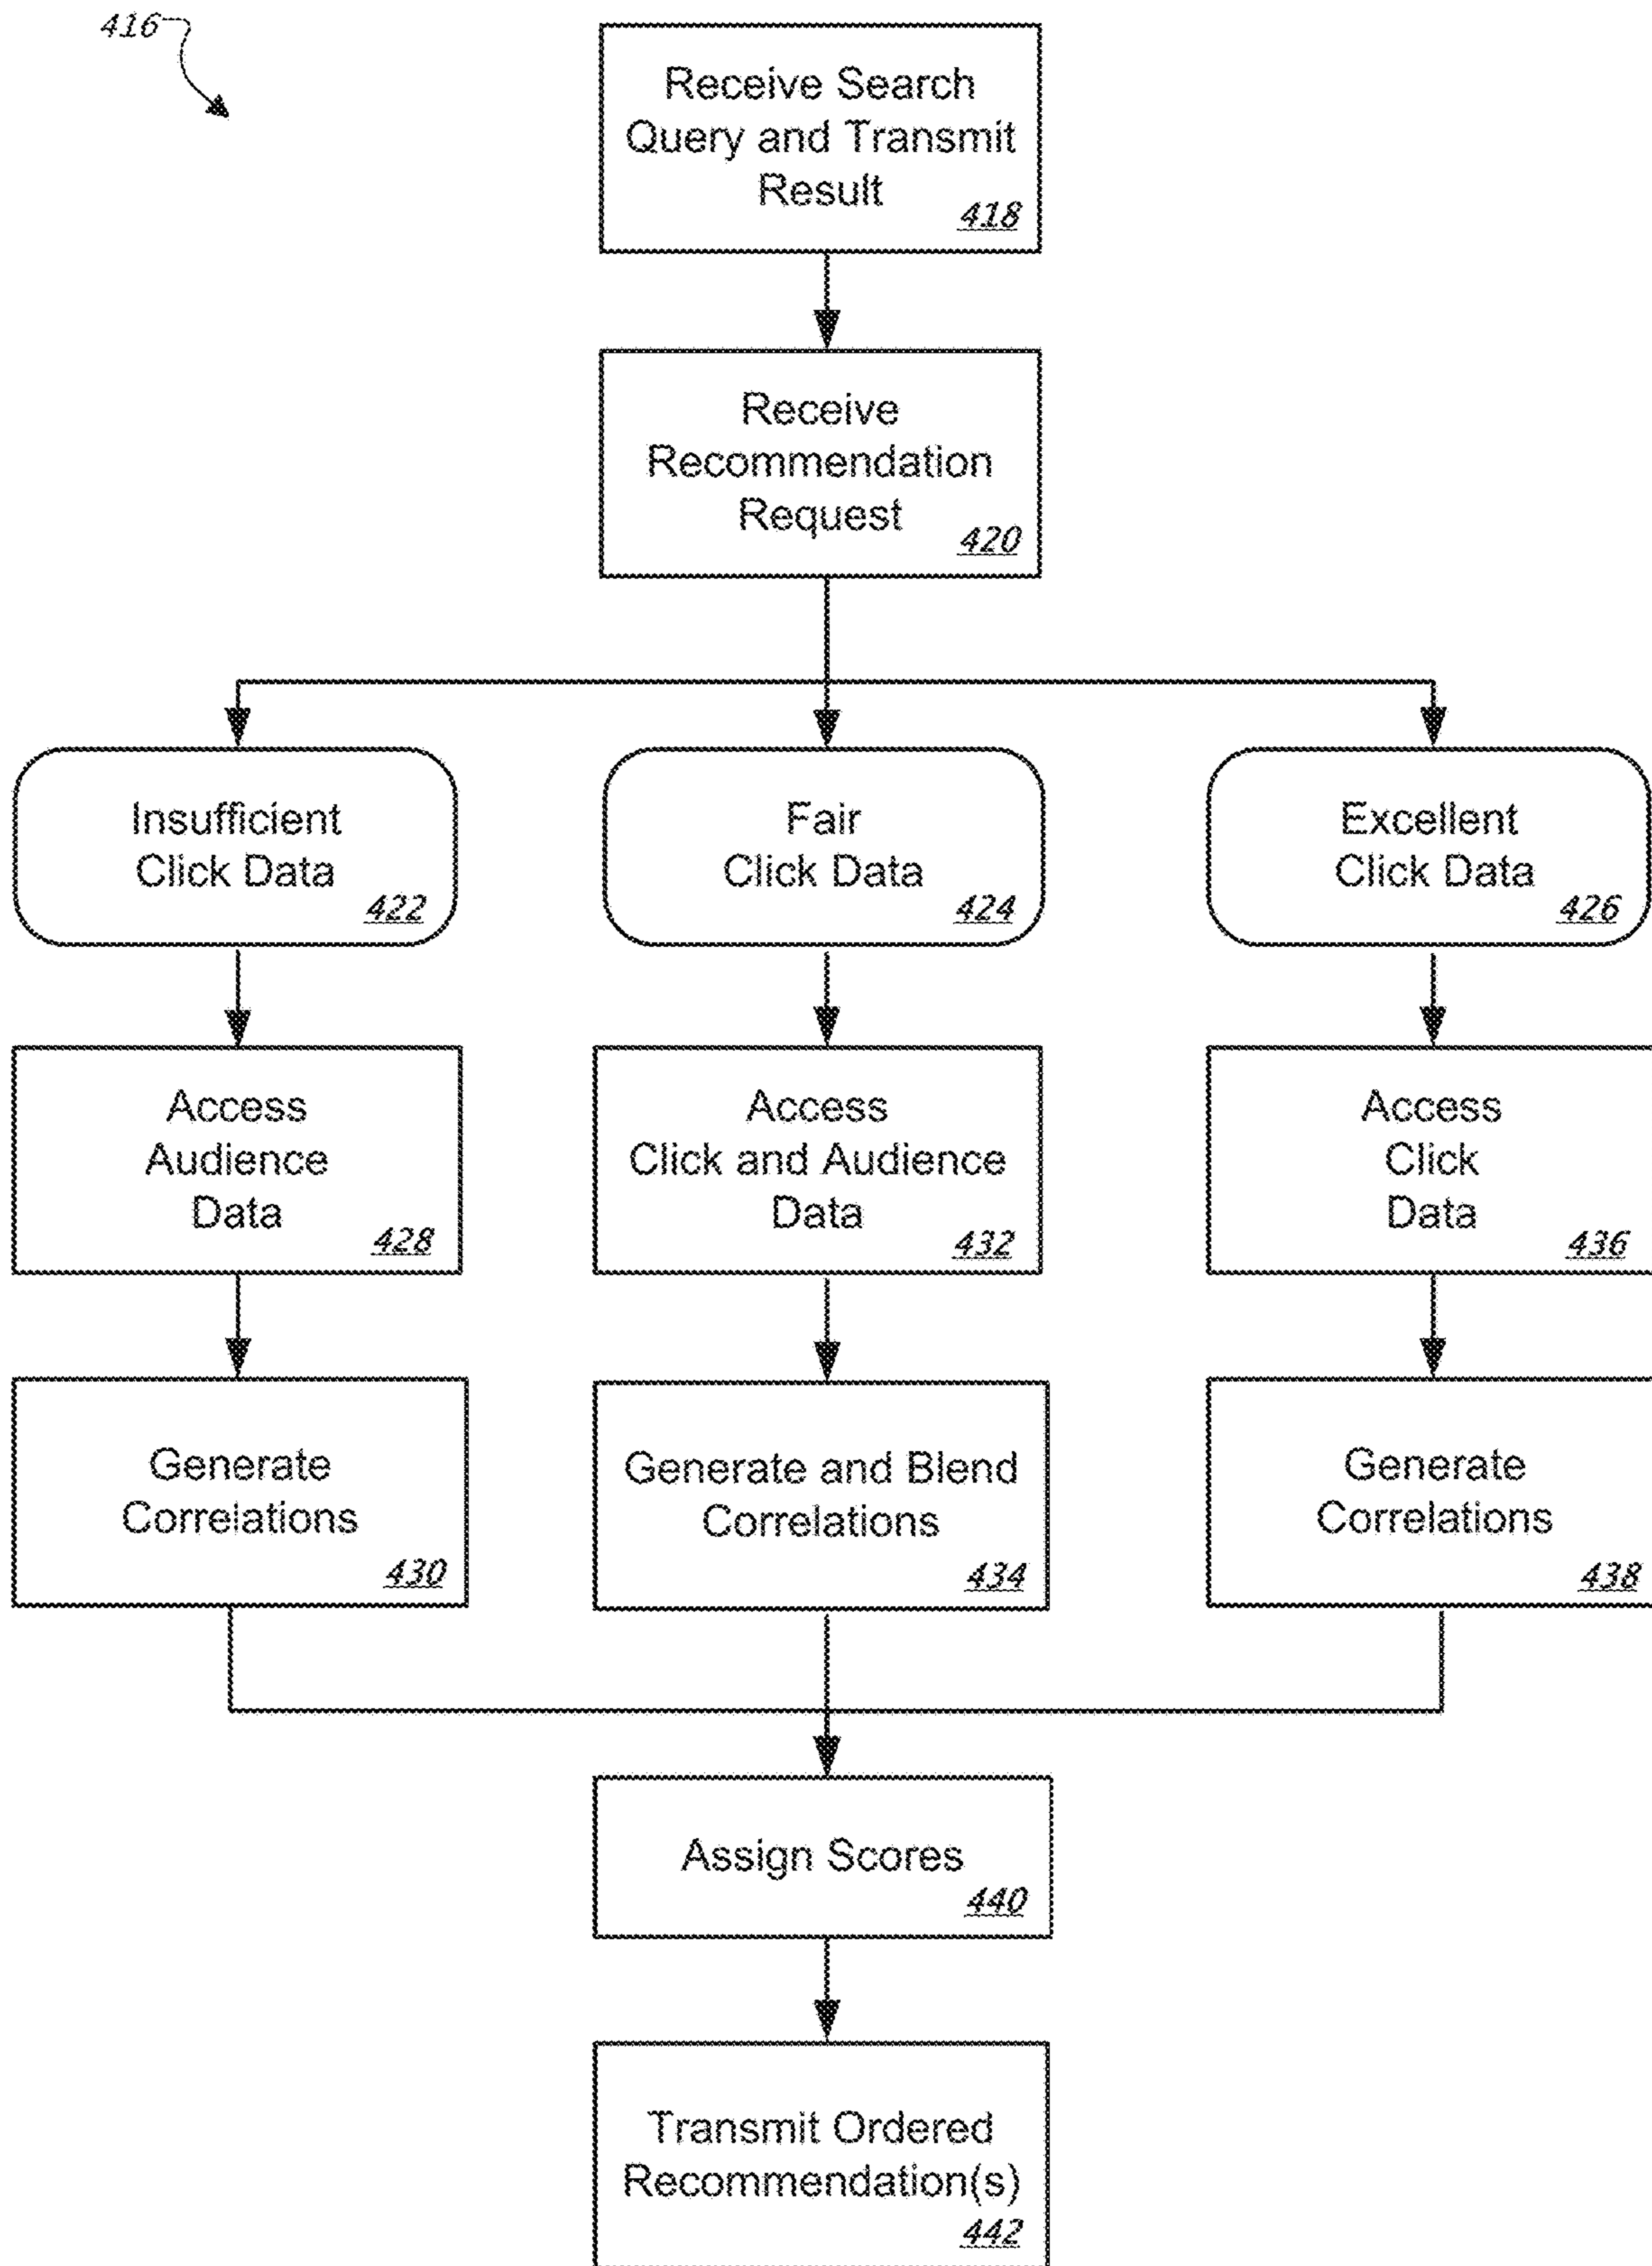 416
Receive Search
Query and Transmit
Result
418
Receive
Recommendation
Request
420
Insufficient
Click Data
422
Fair
Click Data
424
Excellent
Click Data
426
Access
Audience
Data
428
Access
Click and Audience
Data
432
Access
Click
Data
436
Generate
Correlations
430
Generate and Blend
Correlations
434
Generate
Correlations
438
Assign Scores
440
Transmit Ordered
Recommendation(s)
442